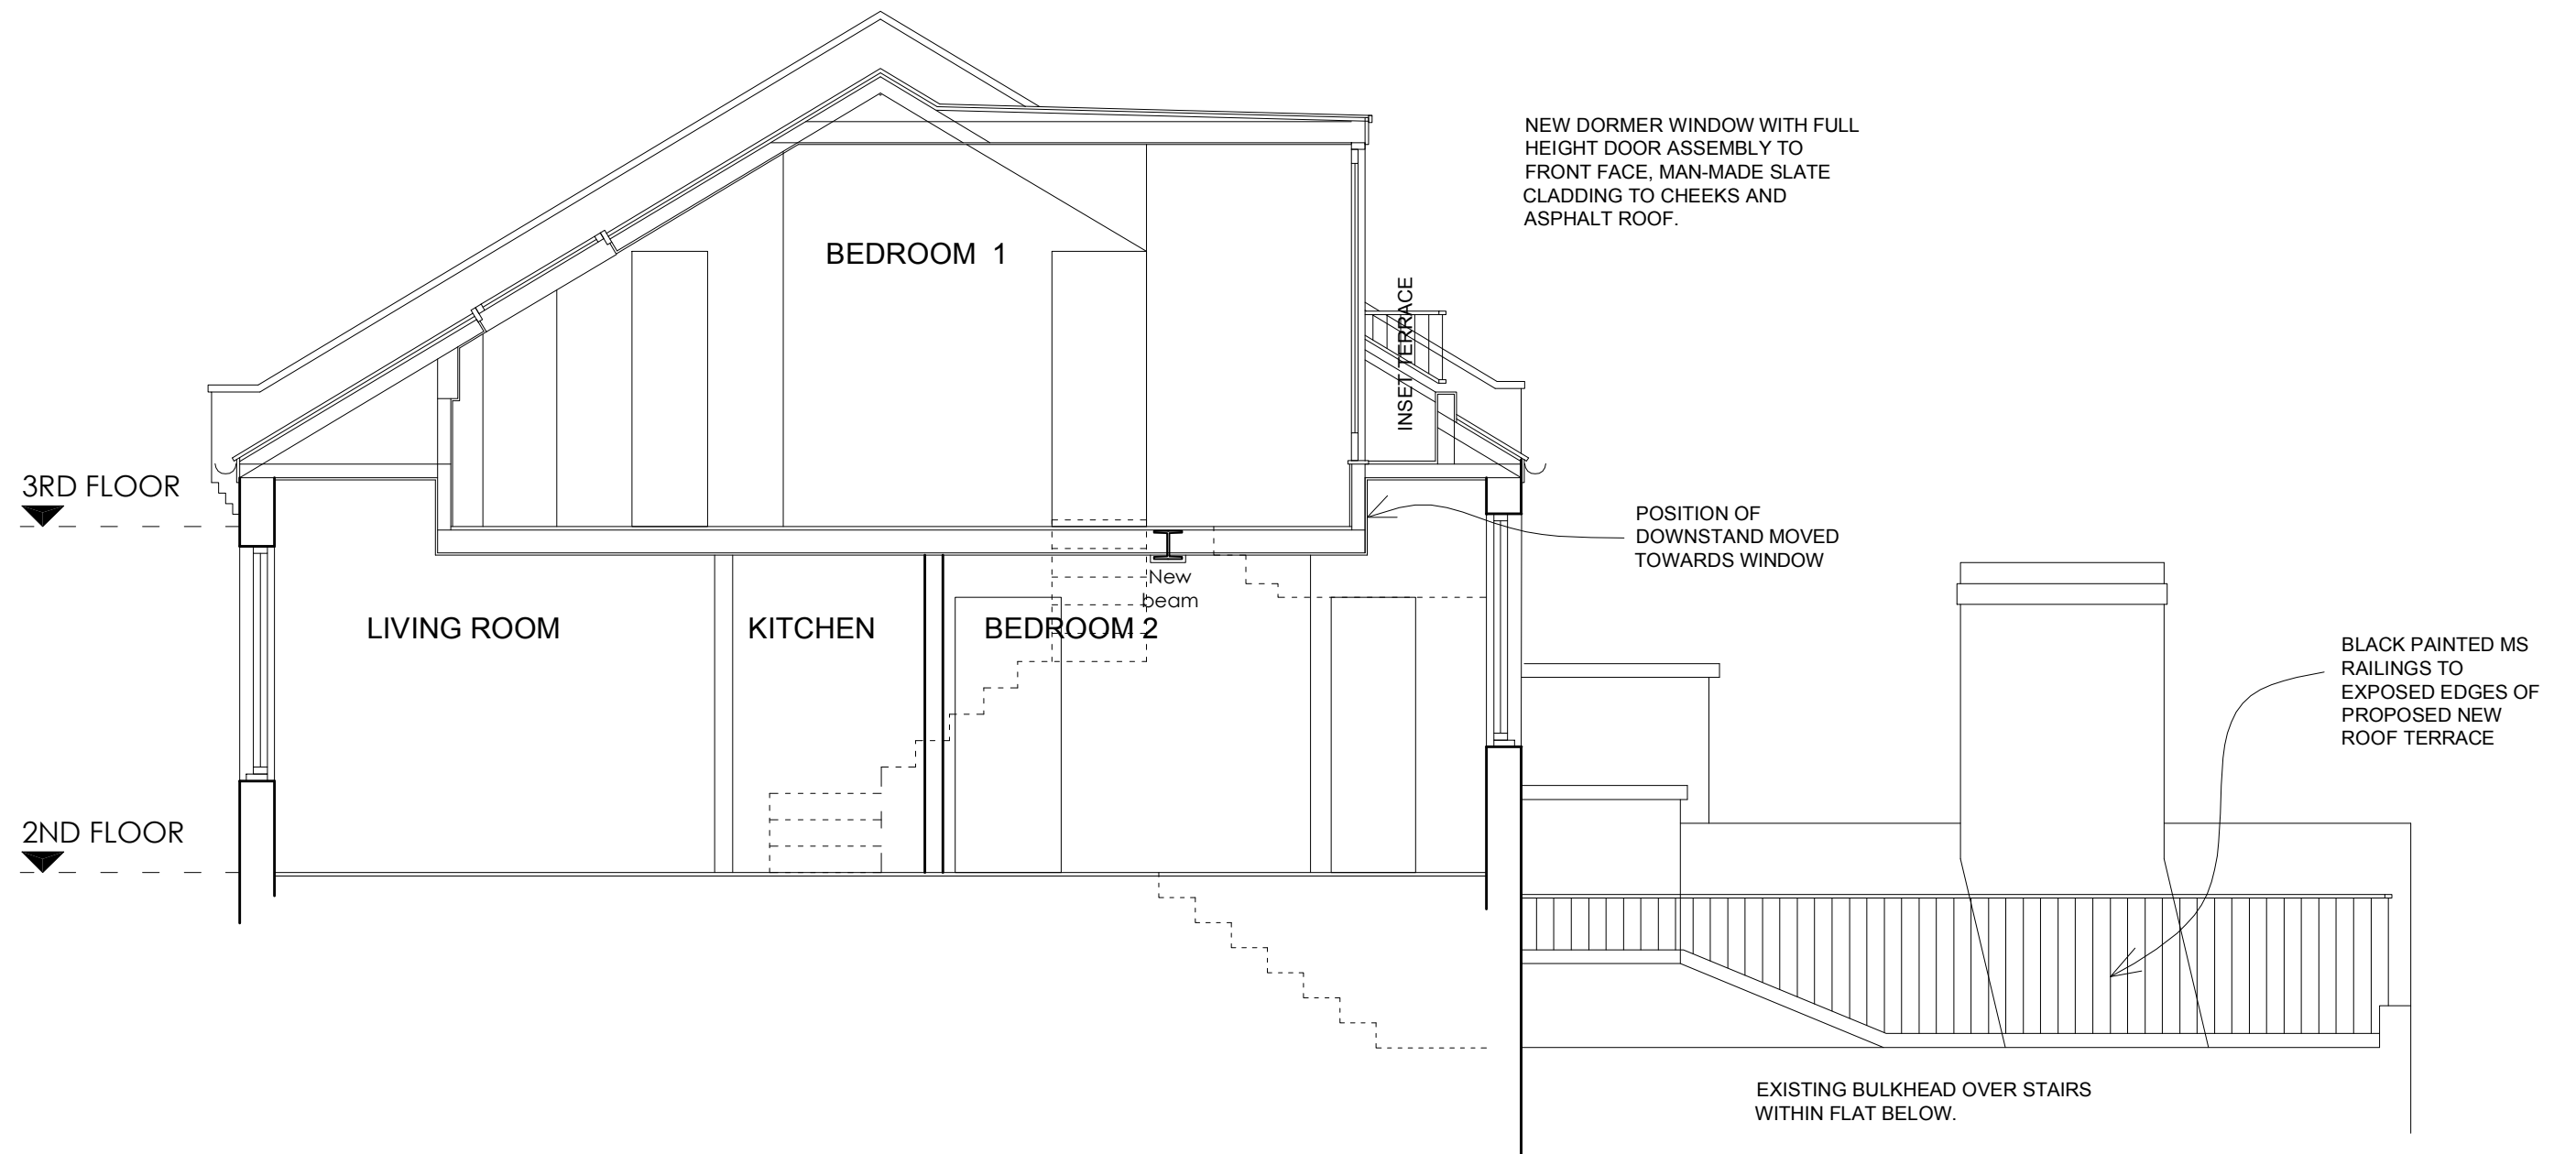 NEW DORMER WINDOW WITH FULL
HEIGHT DOOR ASSEMBLY TO
FRONT FACE, MAN-MADE SLATE
CLADDING TO CHEEKS AND
ASPHALT ROOF.
BEDROOM 1
INSET TERRACE
3RD FLOOR
POSITION OF
DOWNSTAND MOVED
TOWARDS WINDOW
New
beam
LIVING ROOM
KITCHEN
BEDROOM 2
BLACK PAINTED MS
RAILINGS TO
EXPOSED EDGES OF
PROPOSED NEW
ROOF TERRACE
2ND FLOOR
EXISTING BULKHEAD OVER STAIRS
WITHIN FLAT BELOW.